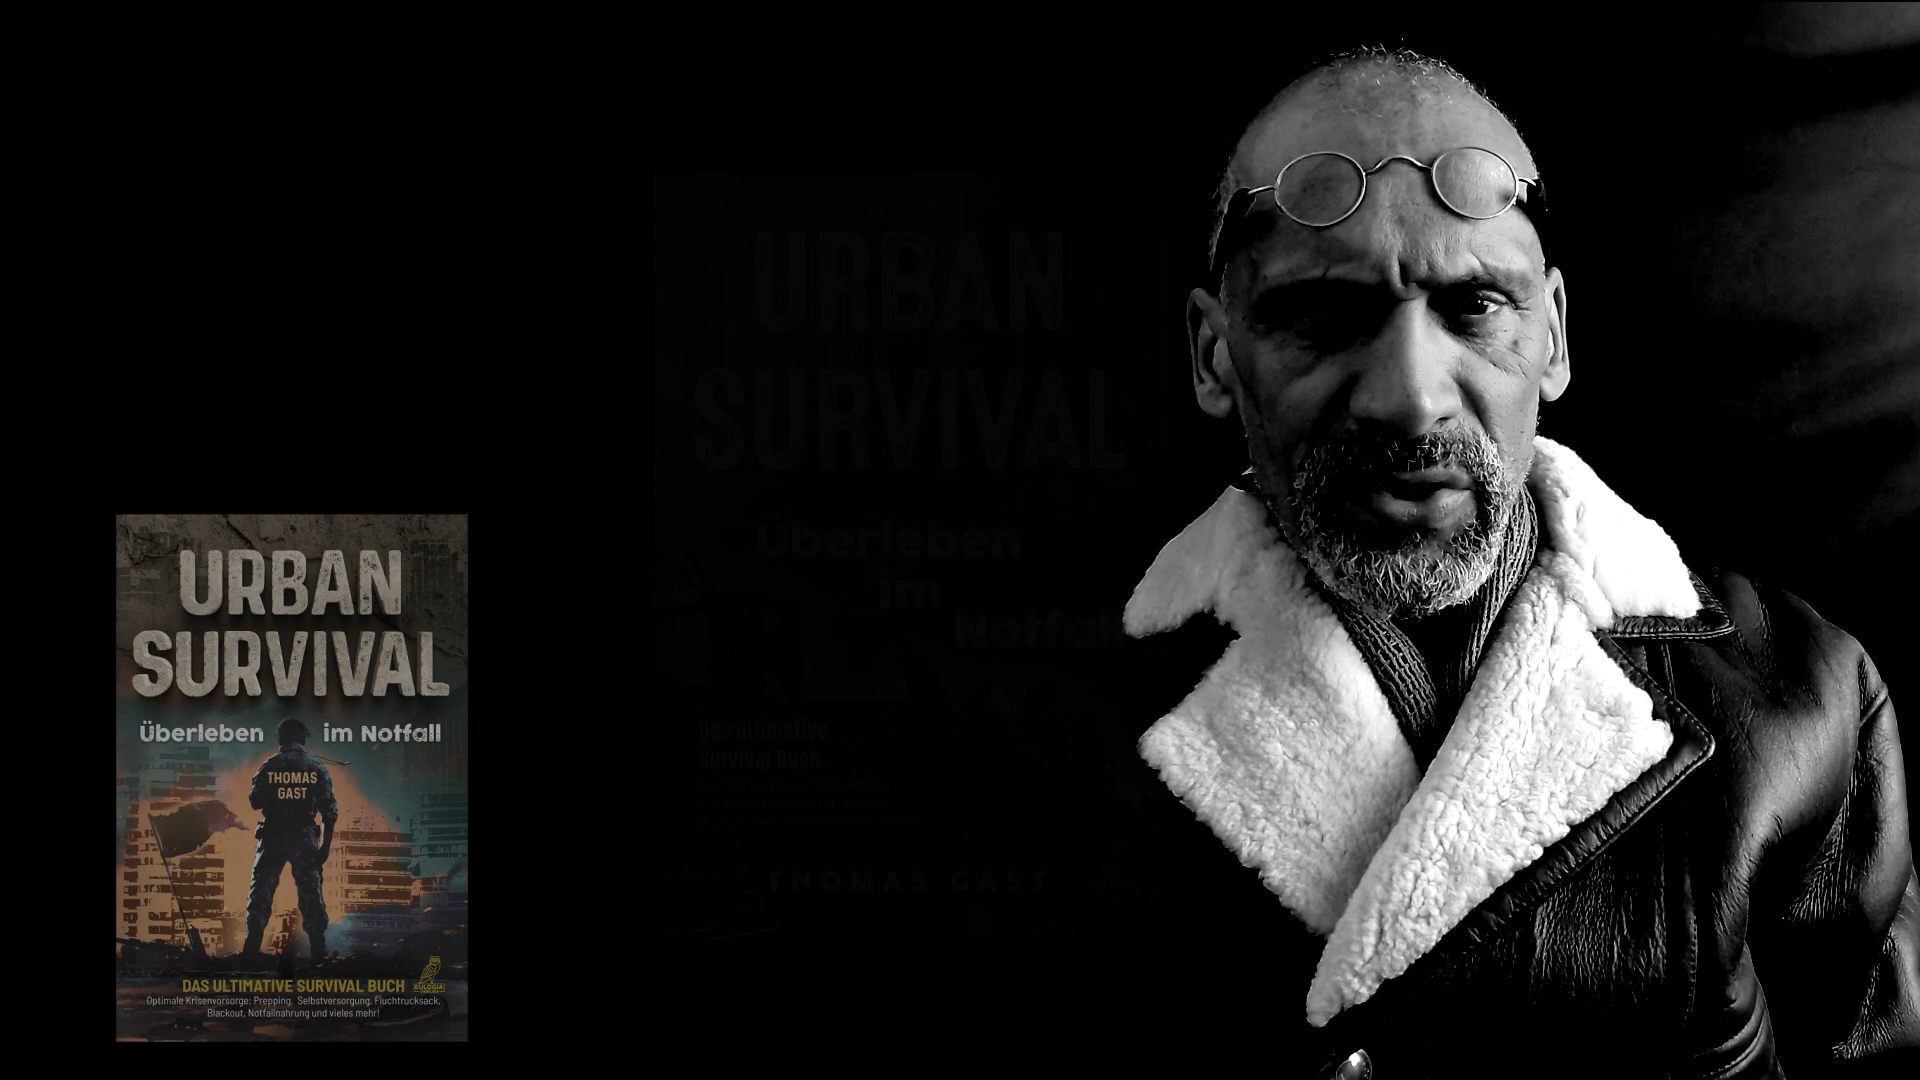 URBAN
SURVIVAL
Überleben im Notfall
THOMAS
GAST
DAS ULTIMATIVE SURVIVAL BUCH
EULOGIA
Optimale Krisenvorsorge: Prepping, Selbstversorgung, Fluchtrucksack,
Blackout, Notfallnahrung und vieles mehr!
URBAN
SURVIVAL
Überleben
im
Notfall
Das ultimative
Survival Buch
THOMAS GAST